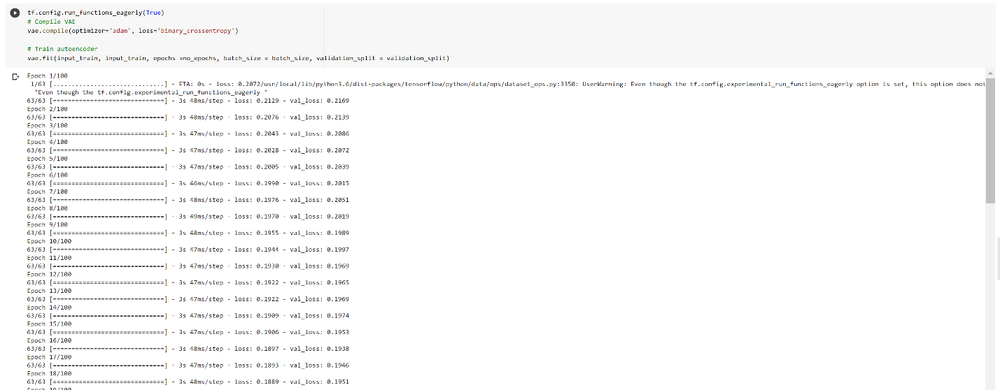 tf.config.run_functions_eagerly(True)
# Compile VAE
vae.compile(optimizer='adam', loss='binary_crossentropy')
# Train autoencoder
vae.fit(input_train, input_train, epochs =no_epochs, batch_size = batch_size, validation_split = validation_split)
Epoch 1/100
1/63 [..............................] - ETA: 0s - loss: 0.2072/usr/local/lib/python3.6/dist-packages/tensorflow/python/data/ops/dataset_ops.py:3350: UserWarning: Even though the tf.config.experimental_run_functions_eagerly option is set, this option does not
"Even though the tf.config.experimental_run_functions_eagerly "
63/63 [==============================] - 3s 48ms/step - loss: 0.2129 - val_loss: 0.2169
Epoch 2/100
63/63 [==============================] - 3s 48ms/step - loss: 0.2076 - val_loss: 0.2139
Epoch 3/100
63/63 [==============================] - 3s 47ms/step - loss: 0.2043 - val_loss: 0.2086
Epoch 4/100
63/63 [==============================] - 3s 47ms/step - loss: 0.2028 - val_loss: 0.2072
Epoch 5/100
63/63 [==============================] - 3s 47ms/step - loss: 0.2005 - val_loss: 0.2039
Epoch 6/100
63/63 [==============================] - 3s 46ms/step - loss: 0.1990 - val_loss: 0.2015
Epoch 7/100
63/63 [==============================] - 3s 48ms/step - loss: 0.1976 - val_loss: 0.2051
Epoch 8/100
63/63 [==============================] - 3s 49ms/step - loss: 0.1970 - val_loss: 0.2019
Epoch 9/100
63/63 [==============================] - 3s 48ms/step - loss: 0.1955 - val_loss: 0.1989
Epoch 10/100
63/63 [==============================] - 3s 47ms/step - loss: 0.1944 - val_loss: 0.1997
Epoch 11/100
63/63 [==============================] - 3s 47ms/step - loss: 0.1930 - val_loss: 0.1969
Epoch 12/100
63/63 [==============================] - 3s 47ms/step - loss: 0.1922 - val_loss: 0.1965
Epoch 13/100
63/63 [==============================] - 3s 47ms/step - loss: 0.1922 - val_loss: 0.1969
Epoch 14/100
63/63 [==============================] - 3s 47ms/step - loss: 0.1909 - val_loss: 0.1974
Epoch 15/100
63/63 [==============================] - 3s 47ms/step - loss: 0.1906 - val_loss: 0.1953
Epoch 16/100
63/63 [==============================] - 3s 48ms/step - loss: 0.1897 - val_loss: 0.1938
Epoch 17/100
63/63 [==============================] - 3s 47ms/step - loss: 0.1893 - val_loss: 0.1946
Epoch 18/100
63/63 [==============================] - 3s 48ms/step - loss: 0.1889 - val_loss: 0.1951
Epoch 19/100